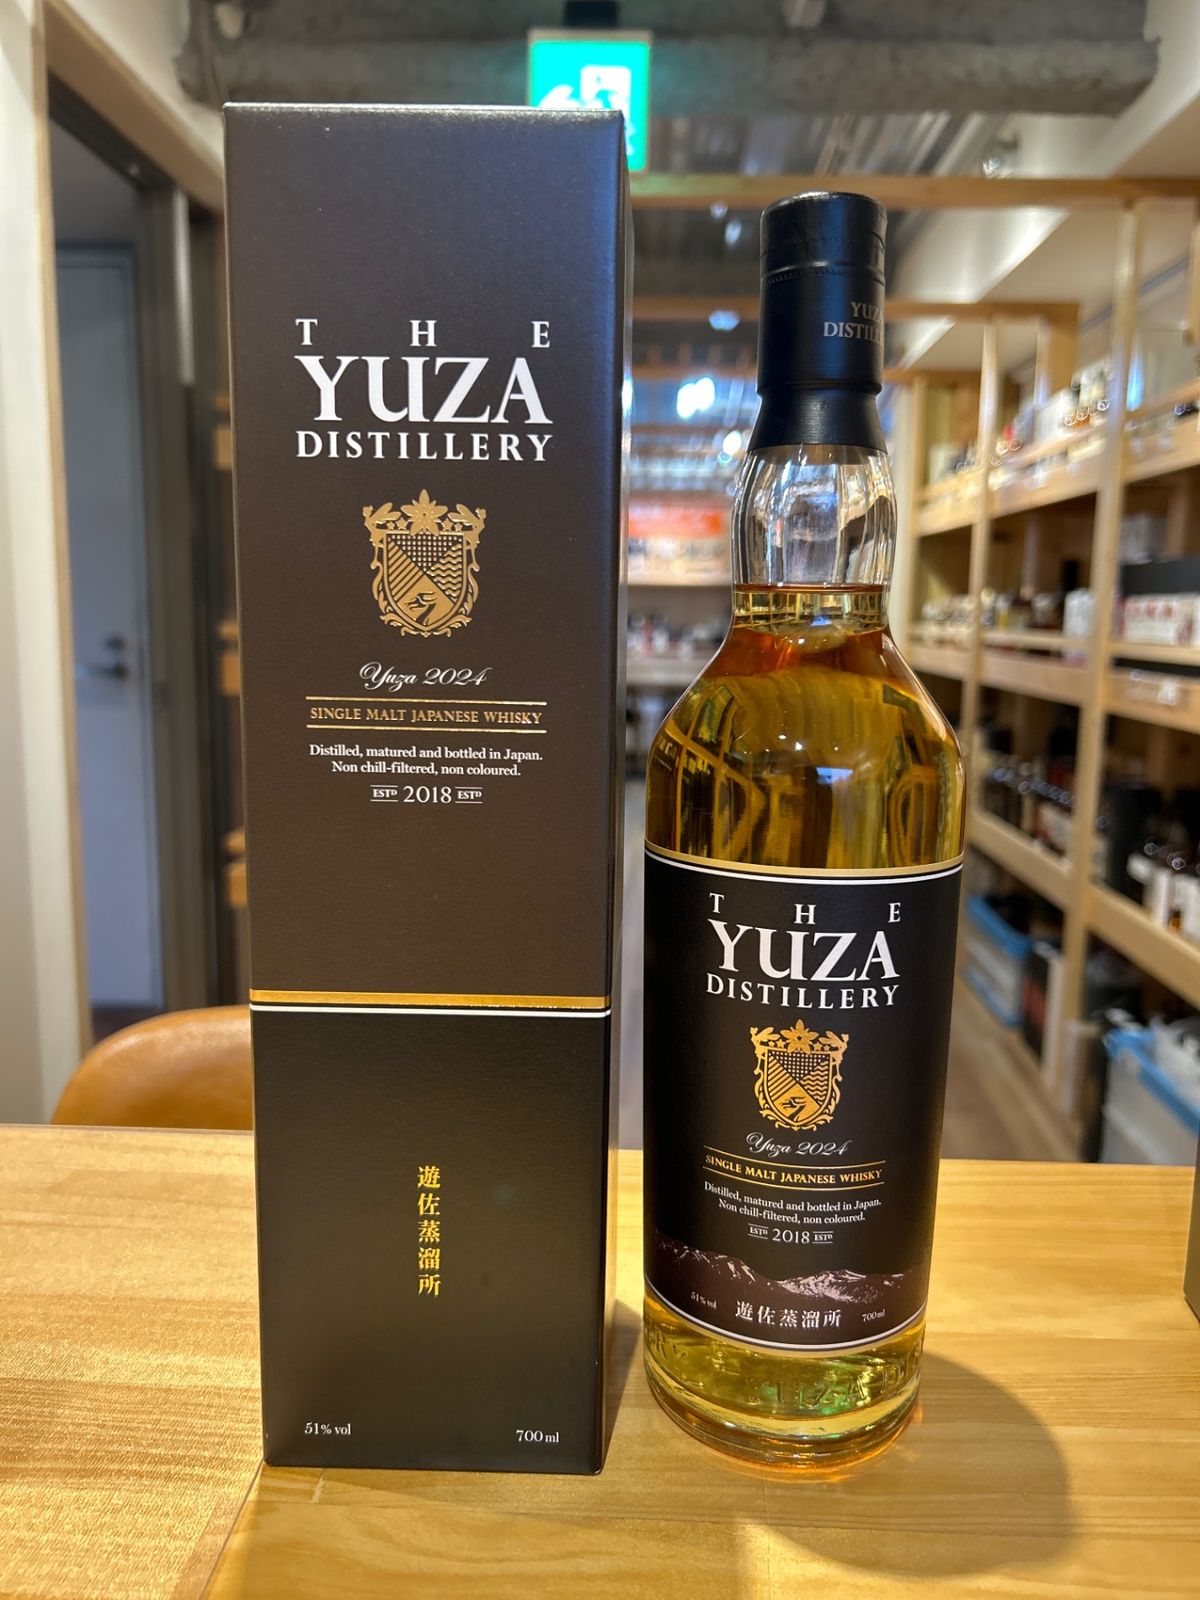 THE
YUZA
DISTILLERY
Yuza 2024
SINGLE MALT JAPANESE WHISKY
Distilled, matured and bottled in Japan.
Non chill-filtered, non coloured.
ESTD 2018 ESTD
遊佐蒸溜所
51% vol
700 ml
YUZA
DISTILLE
THE
YUZA
DISTILLERY
Yuza 2024
SINGLE MALT JAPANESE WHISKY
Distilled, matured and bottled in Japan.
Non chill-filtered, non coloured.
ESTD 2018 ESTD
51% vol 遊佐蒸溜所 700ml